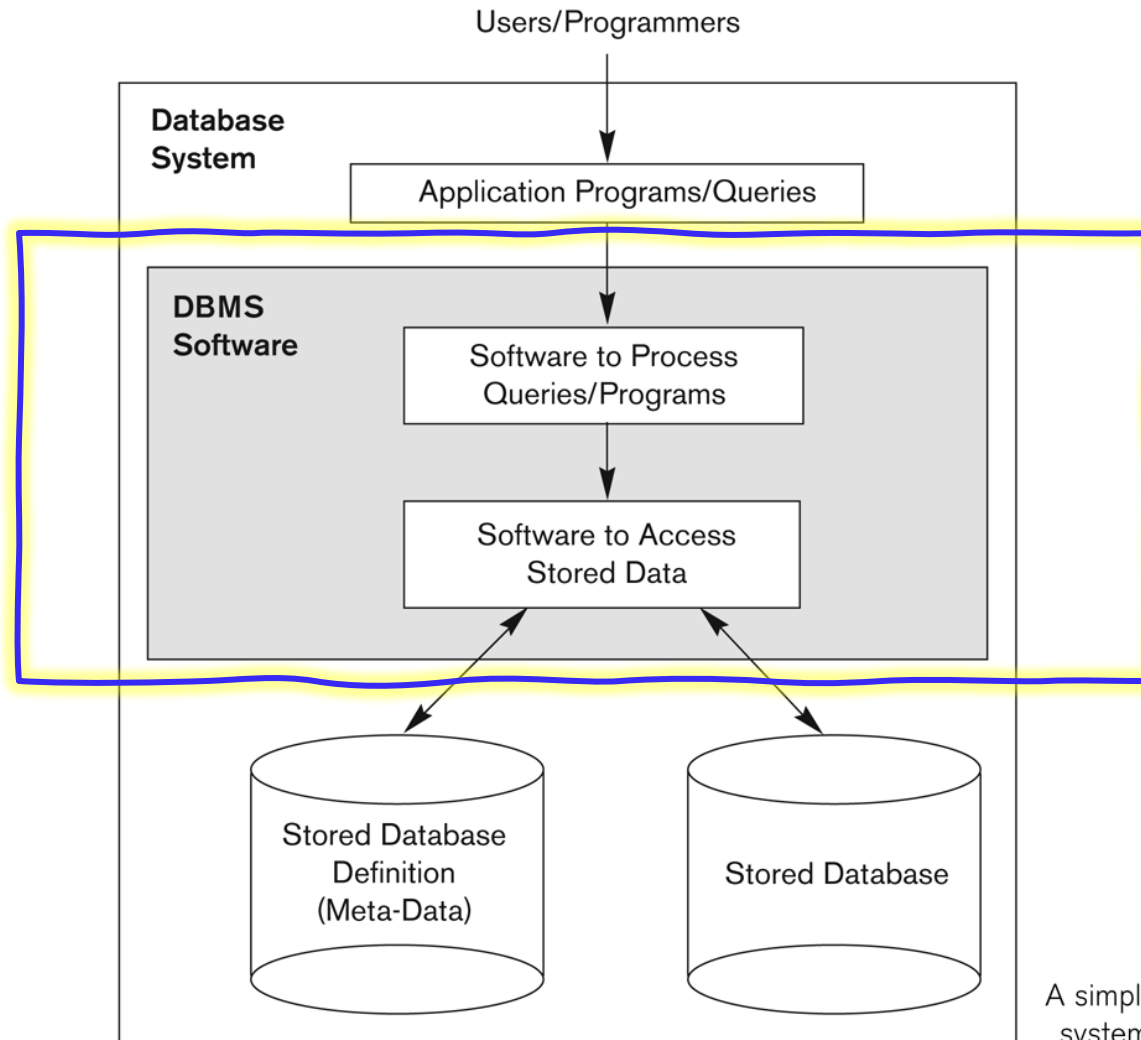 Users/Programmers
Database
System
Application Programs/Queries
DBMS
Software
Software to Process
Queries/Programs
Software to Access
Stored Data
Stored Database
Definition
(Meta-Data)
Stored Database
A simpl
system